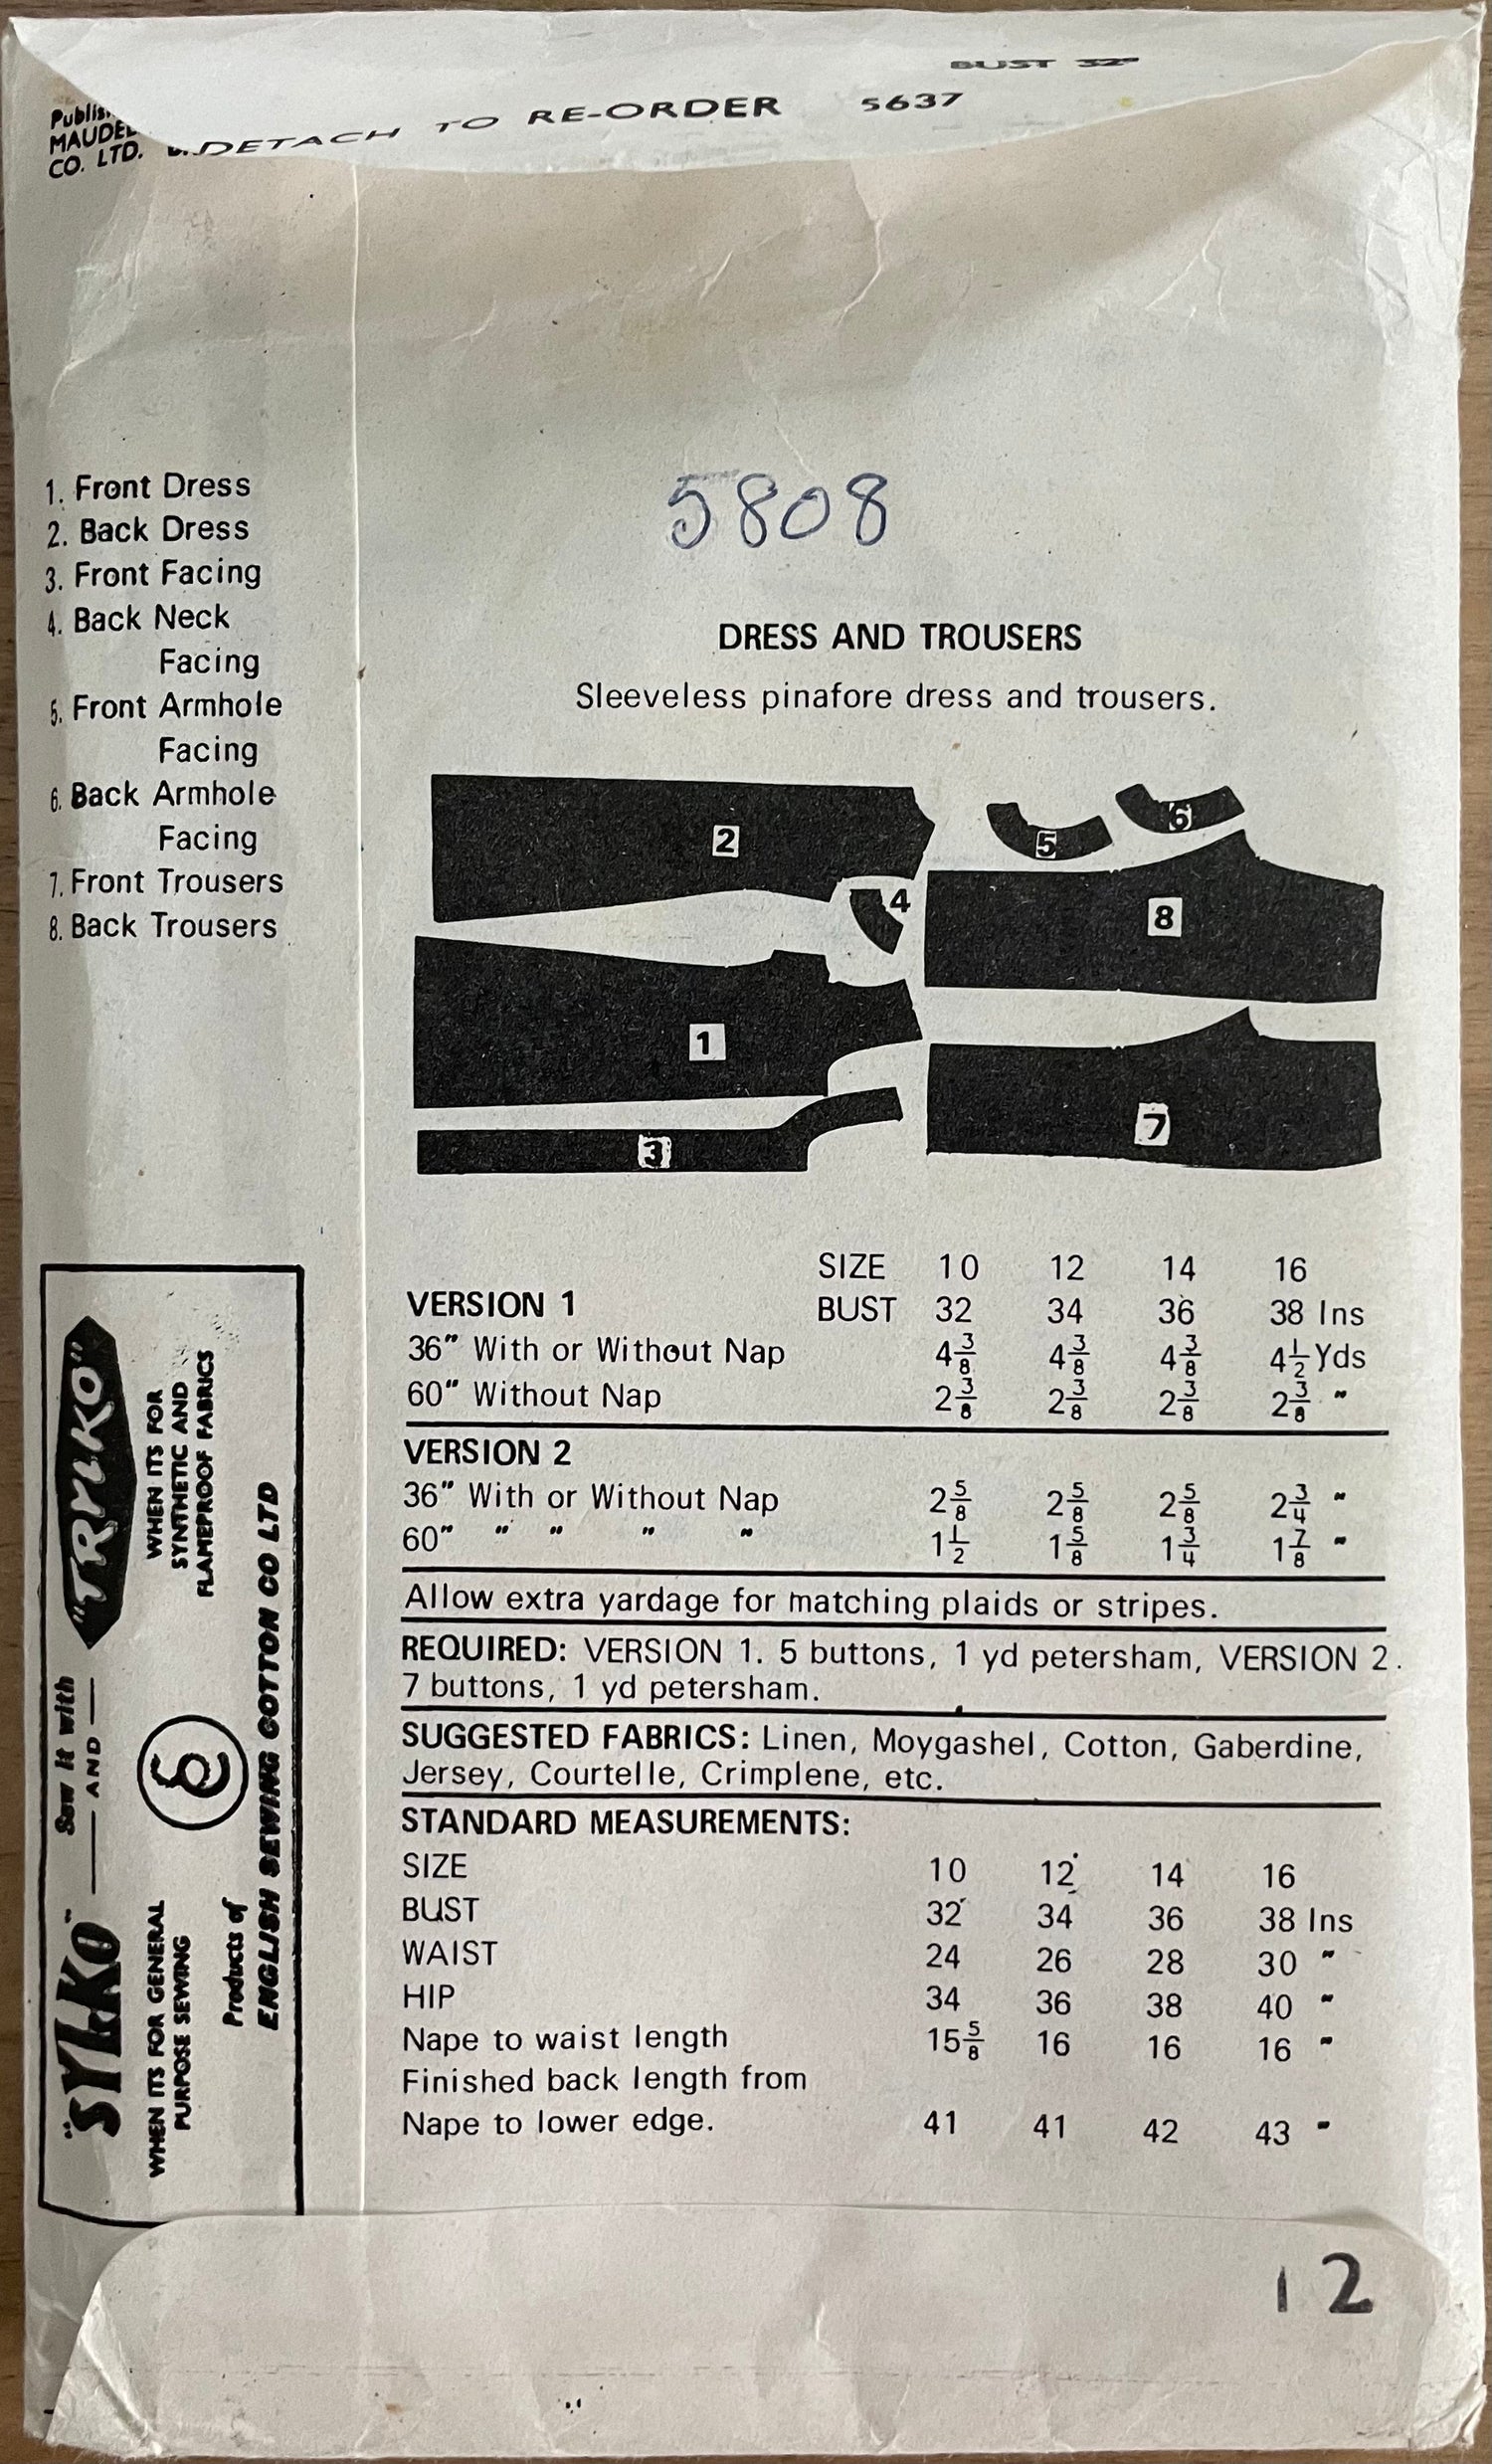 BUST 32"
DETACH TO RE-ORDER 5637
MAUDEL
CO. LTD.
1. Front Dress
2. Back Dress
3. Front Facing
4. Back Neck
Facing
5. Front Armhole
Facing
6. Back Armhole
Facing
7. Front Trousers
8. Back Trousers
5808
DRESS AND TROUSERS
Sleeveless pinafore dress and trousers.
2
5
6
4
8
1
7
3
SIZE 10 12 14 16
VERSION 1 BUST 32 34 36 38 Ins
36" With or Without Nap 4 3/8 4 3/8 4 3/8 4 1/2 Yds
60" Without Nap 2 3/8 2 3/8 2 3/8 2 3/8 "
VERSION 2
36" With or Without Nap 2 5/8 2 5/8 2 5/8 2 3/4 "
60" " " " " 1 1/2 1 5/8 1 3/4 1 7/8 "
Allow extra yardage for matching plaids or stripes.
REQUIRED: VERSION 1. 5 buttons, 1 yd petersham, VERSION 2.
7 buttons, 1 yd petersham.
SUGGESTED FABRICS: Linen, Moygashel, Cotton, Gaberdine,
Jersey, Courtelle, Crimplene, etc.
STANDARD MEASUREMENTS:
SIZE 10 12 14 16
BUST 32 34 36 38 Ins
WAIST 24 26 28 30 "
HIP 34 36 38 40 "
Nape to waist length 15 5/8 16 16 16 "
Finished back length from
Nape to lower edge. 41 41 42 43 "
Sew it with
"SYLKO" AND "TRYLKO"
WHEN ITS FOR GENERAL
PURPOSE SEWING
WHEN ITS FOR
SYNTHETIC AND
FLAMEPROOF FABRICS
Products of
ENGLISH SEWING COTTON CO LTD
12